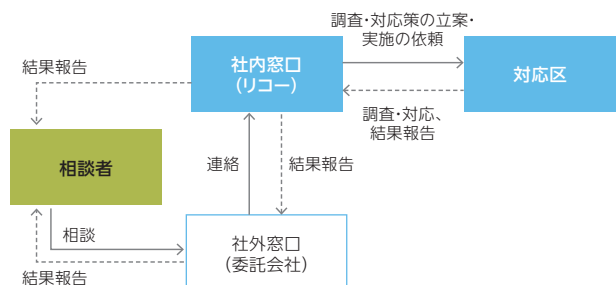 調査・対応策の立案・
実施の依頼
結果報告
社内窓口
(リコー)
対応区
調査・対応、
結果報告
相談者
連絡
結果報告
相談
社外窓口
(委託会社)
結果報告